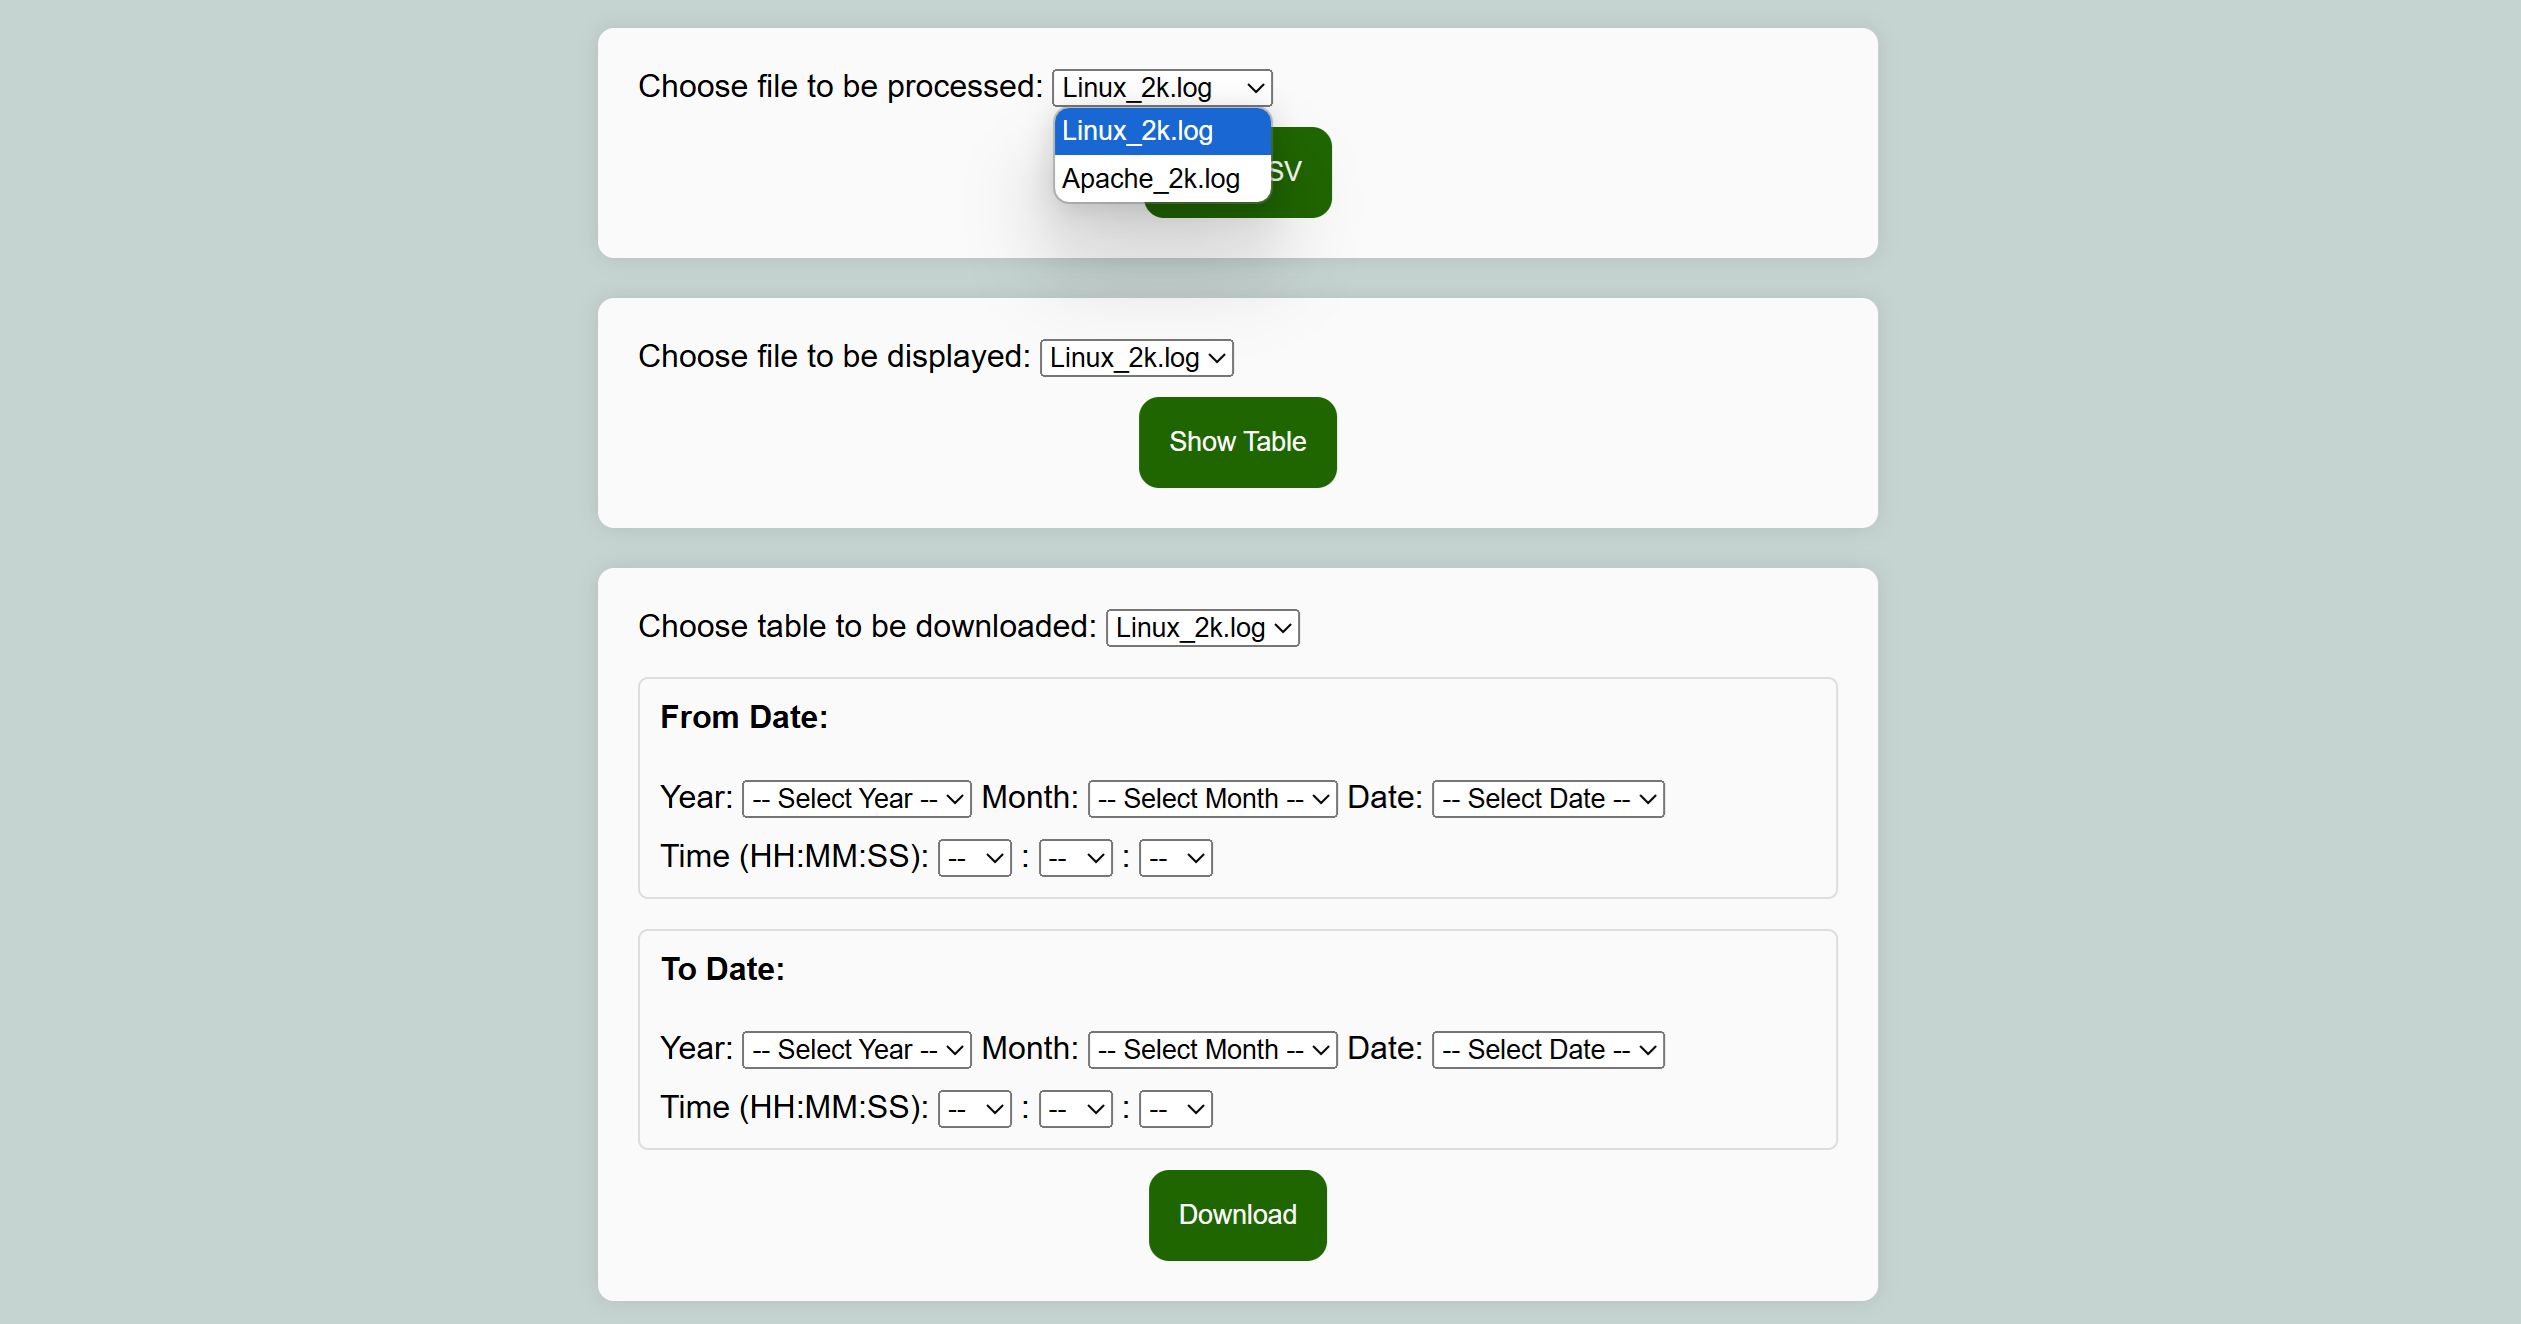 Choose file to be processed: Linux_2k.log
Linux_2k.log
Apache_2k.log
SV
Choose file to be displayed: Linux_2k.log
Show Table
Choose table to be downloaded: Linux_2k.log
From Date:
Year: -- Select Year -- Month: -- Select Month -- Date: -- Select Date --
Time (HH:MM:SS): -- : -- : --
To Date:
Year: -- Select Year -- Month: -- Select Month -- Date: -- Select Date --
Time (HH:MM:SS): -- : -- : --
Download